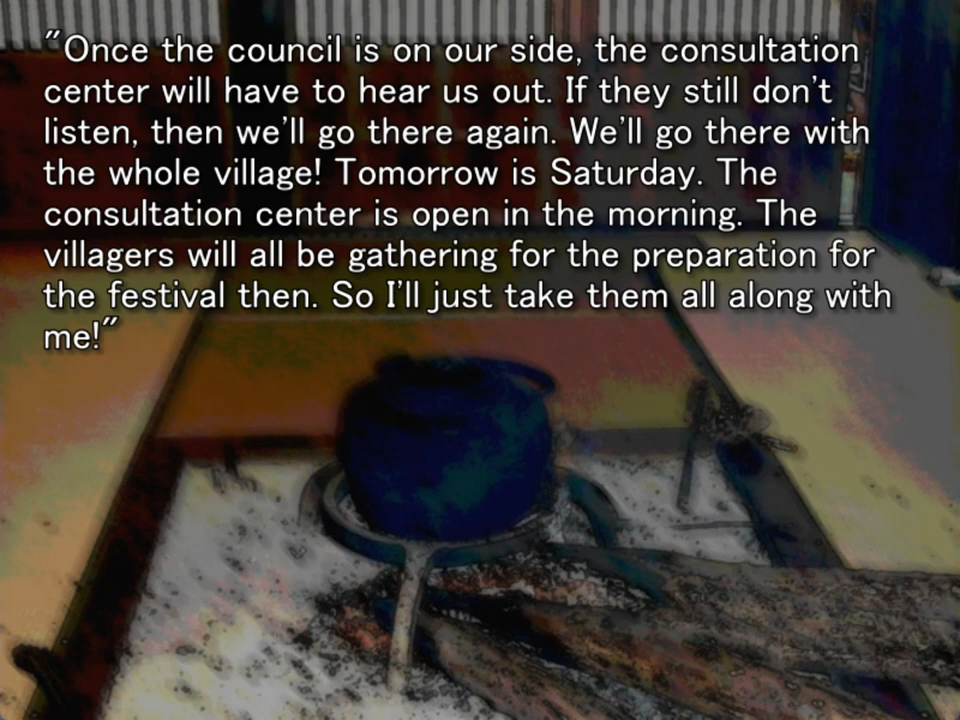 "Once the council is on our side, the consultation
center will have to hear us out. If they still don't
listen, then we'll go there again. We'll go there with
the whole village! Tomorrow is Saturday. The
consultation center is open in the morning. The
villagers will all be gathering for the preparation for
the festival then. So I'll just take them all along with
me!"